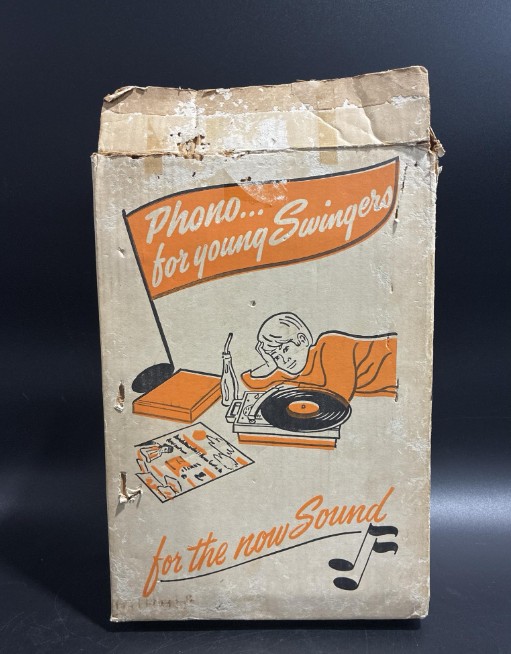 Phono...
for young Swingers
for the now Sound